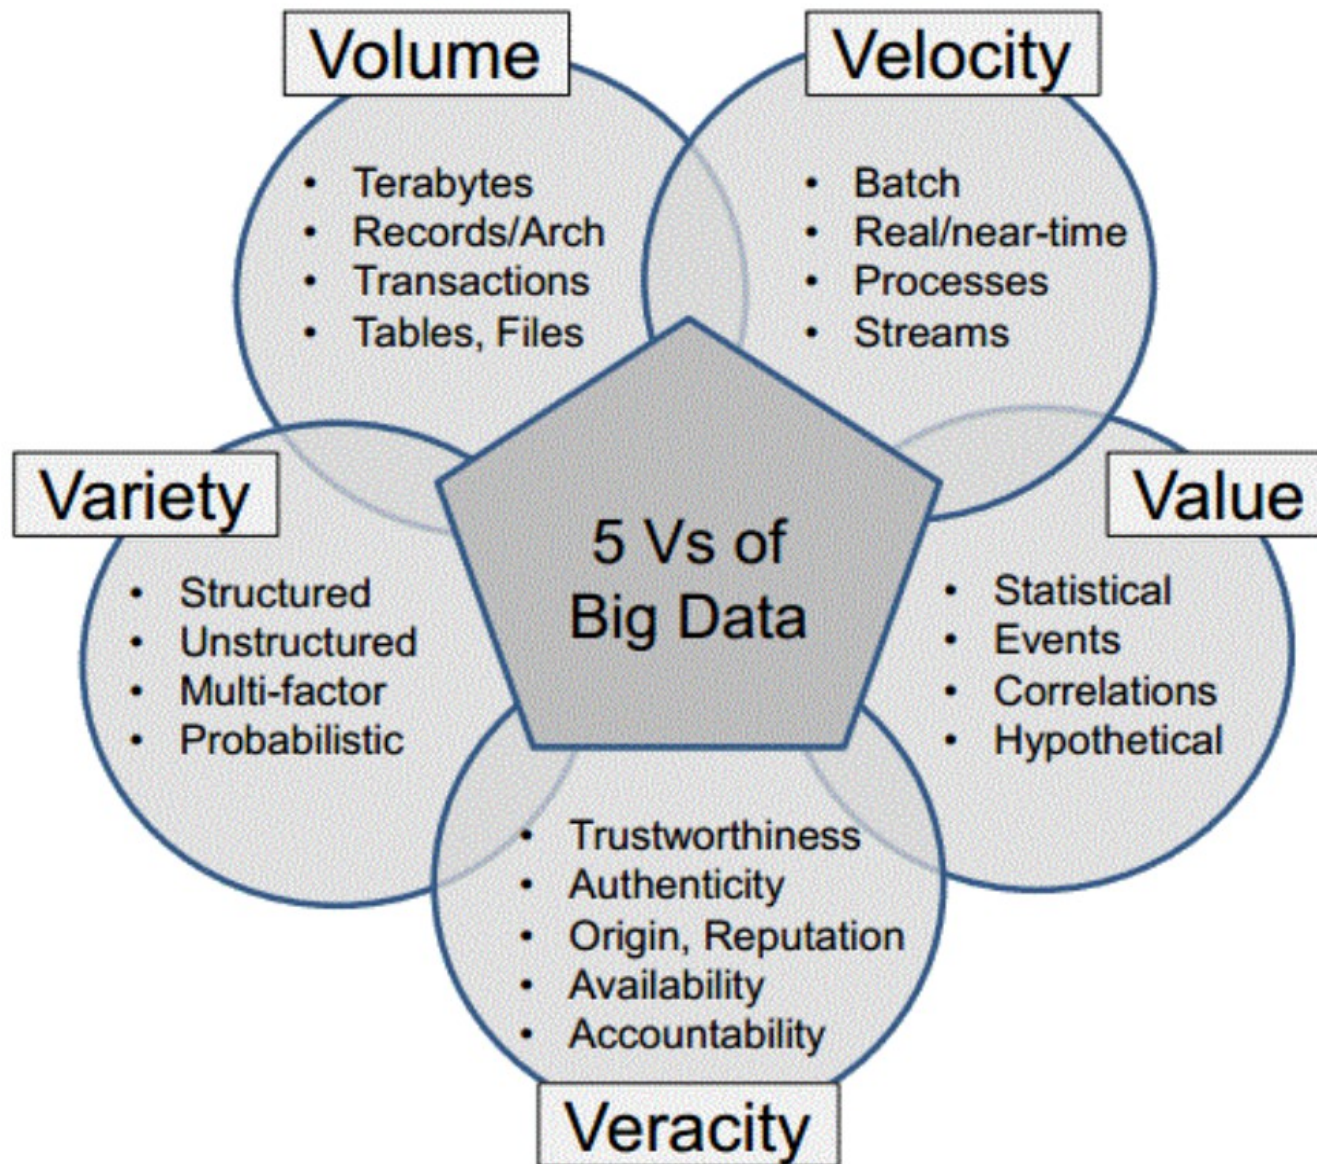 Volume
• Terabytes
• Records/Arch
• Transactions
• Tables, Files
Velocity
• Batch
• Real/near-time
• Processes
• Streams
Variety
• Structured
• Unstructured
• Multi-factor
• Probabilistic
5 Vs of
Big Data
Value
• Statistical
• Events
• Correlations
• Hypothetical
• Trustworthiness
• Authenticity
• Origin, Reputation
• Availability
• Accountability
Veracity